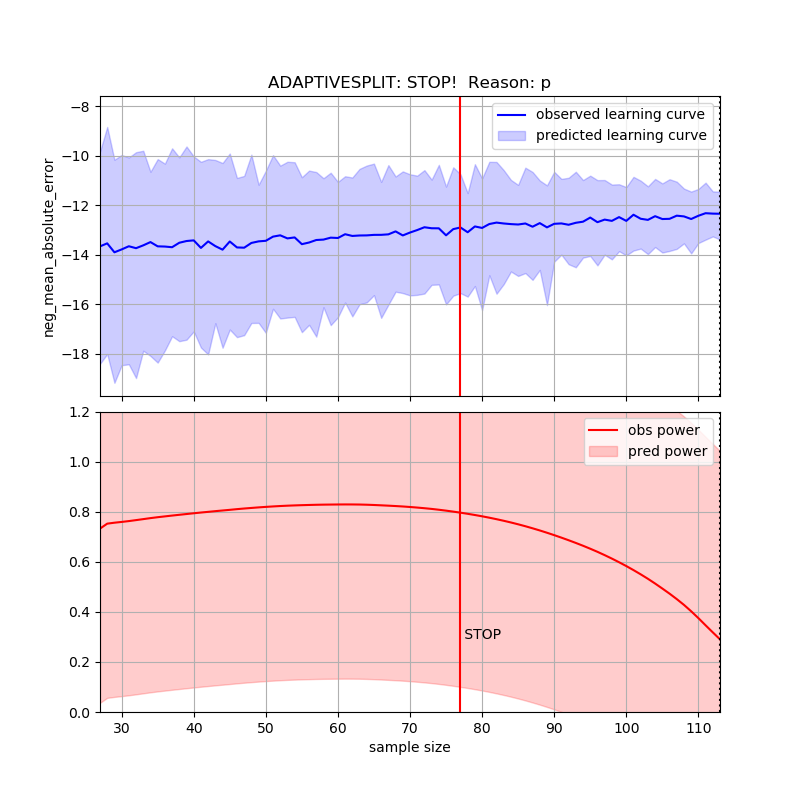 ADAPTIVESPLIT: STOP!  Reason: p
observed learning curve
predicted learning curve
neg_mean_absolute_error
−8
−10
−12
−14
−16
−18
obs power
pred power
1.2
1.0
0.8
0.6
0.4
0.2
0.0
STOP
30 40 50 60 70 80 90 100 110
sample size